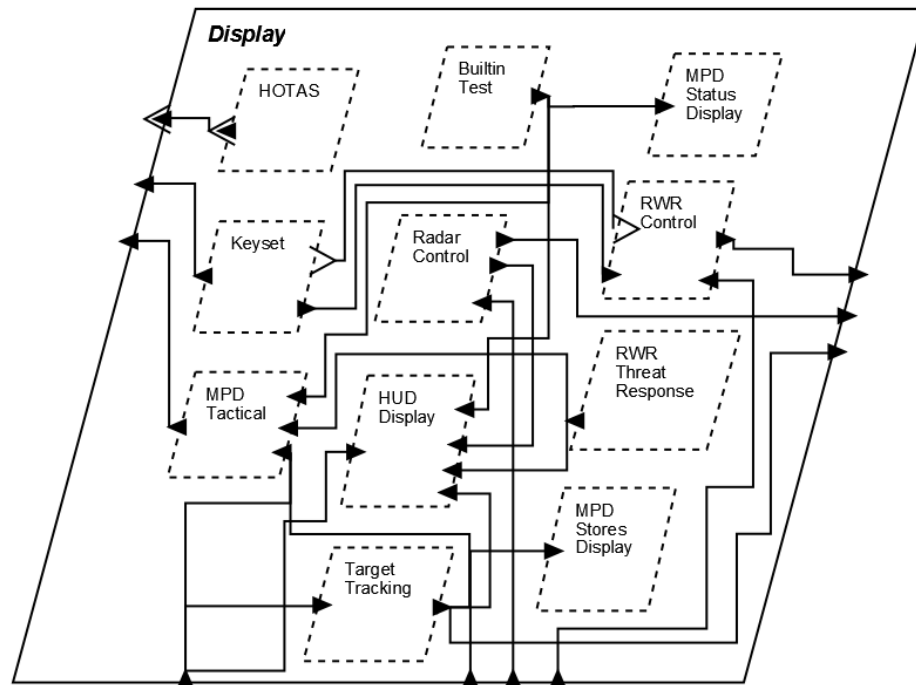 Display
HOTAS
Builtin
Test
MPD
Status
Display
Keyset
Radar
Control
RWR
Control
MPD
Tactical
HUD
Display
RWR
Threat
Response
MPD
Stores
Display
Target
Tracking